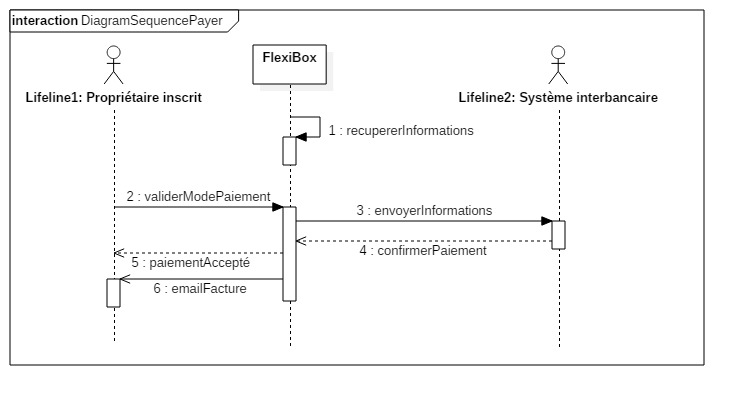 interaction DiagramSequencePayer
FlexiBox
Lifeline1: Propriétaire inscrit
Lifeline2: Système interbancaire
1 : recupererInformations
2 : validerModePaiement
3 : envoyerInformations
4 : confirmerPaiement
5 : paiementAccepté
6 : emailFacture